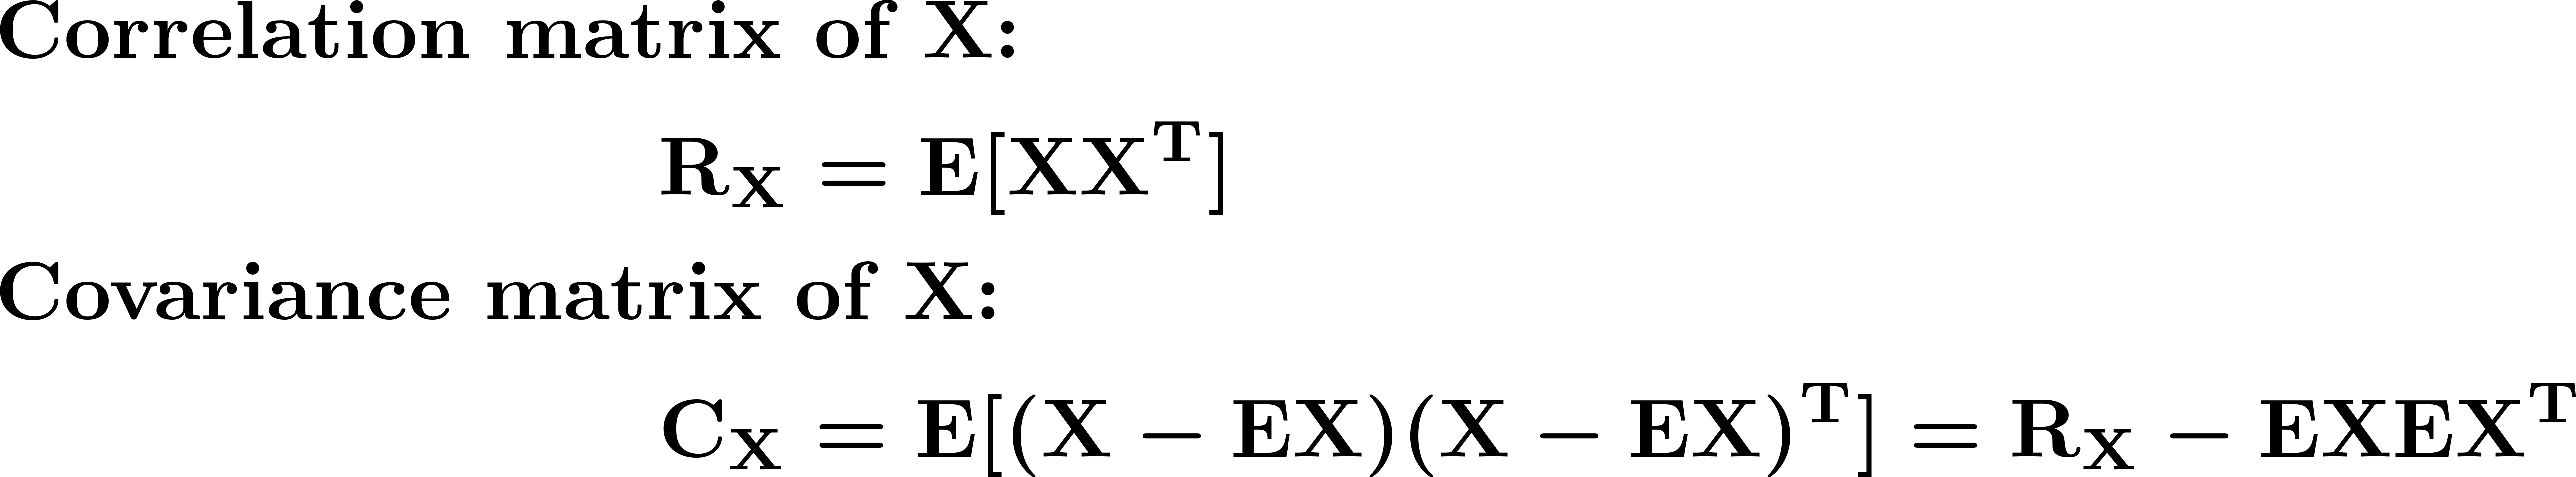 Correlation matrix of X:
R_X = E[XX^T]
Covariance matrix of X:
C_X = E[(X − EX)(X − EX)^T] = R_X − EXEX^T